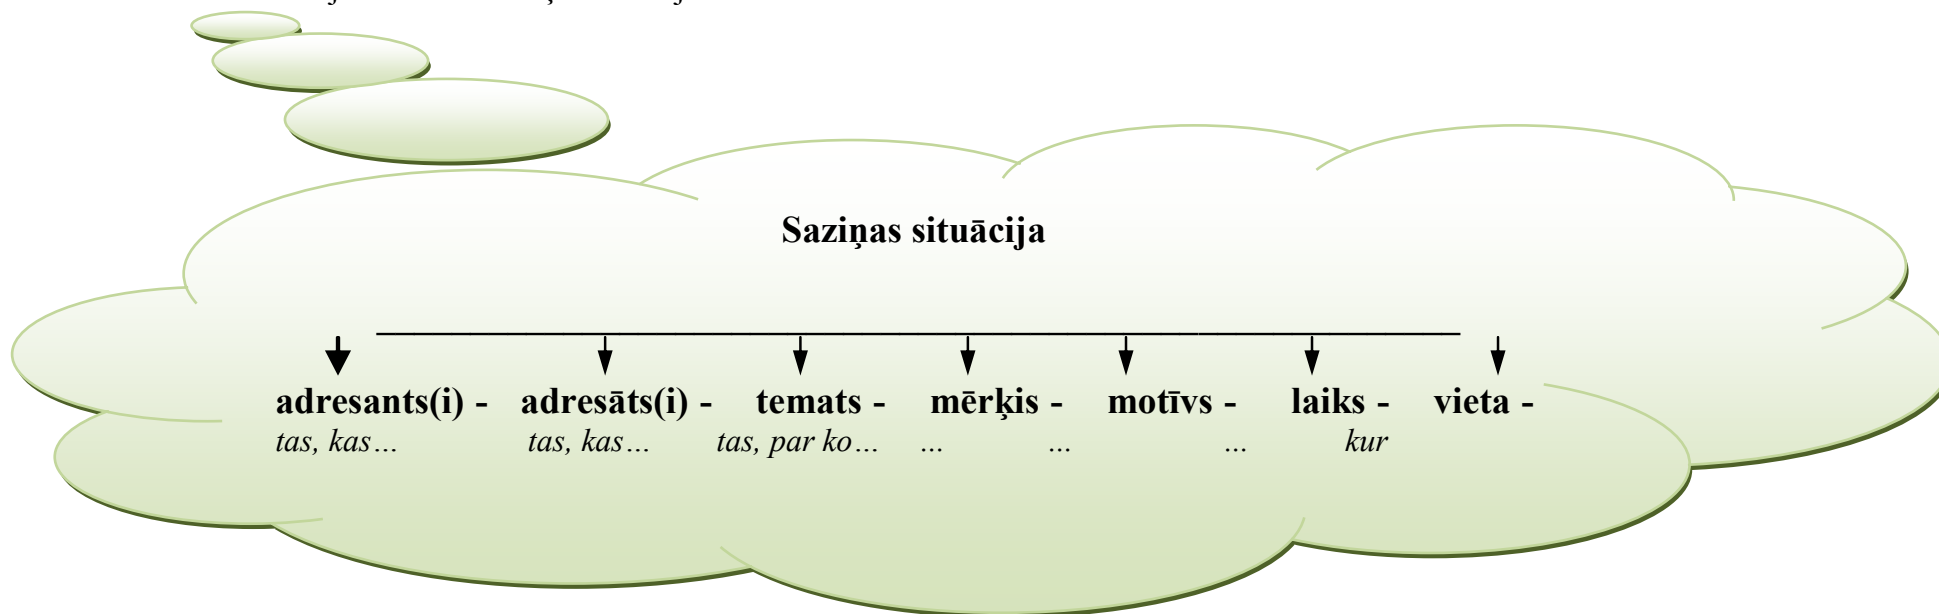 Saziņas situācija
adresants(i) - adresāts(i) - temats - mērķis - motīvs - laiks - vieta -
tas, kas… tas, kas… tas, par ko… … … … kur